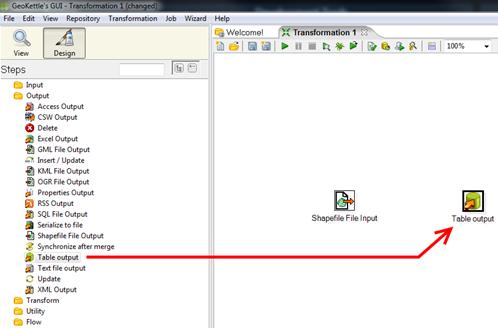 GeoKettle's GUI - Transformation 1 (changed)
File Edit View Repository Transformation Job Wizard Help
View
Design
Welcome!
Transformation 1
100%
Steps
Input
Output
Access Output
CSW Output
Delete
Excel Output
GML File Output
Insert / Update
KML File Output
OGR File Output
Properties Output
RSS Output
SQL File Output
Serialize to file
Shapefile File Output
Synchronize after merge
Table output
Text file output
Update
XML Output
Transform
Utility
Flow
Shapefile File Input
Table output